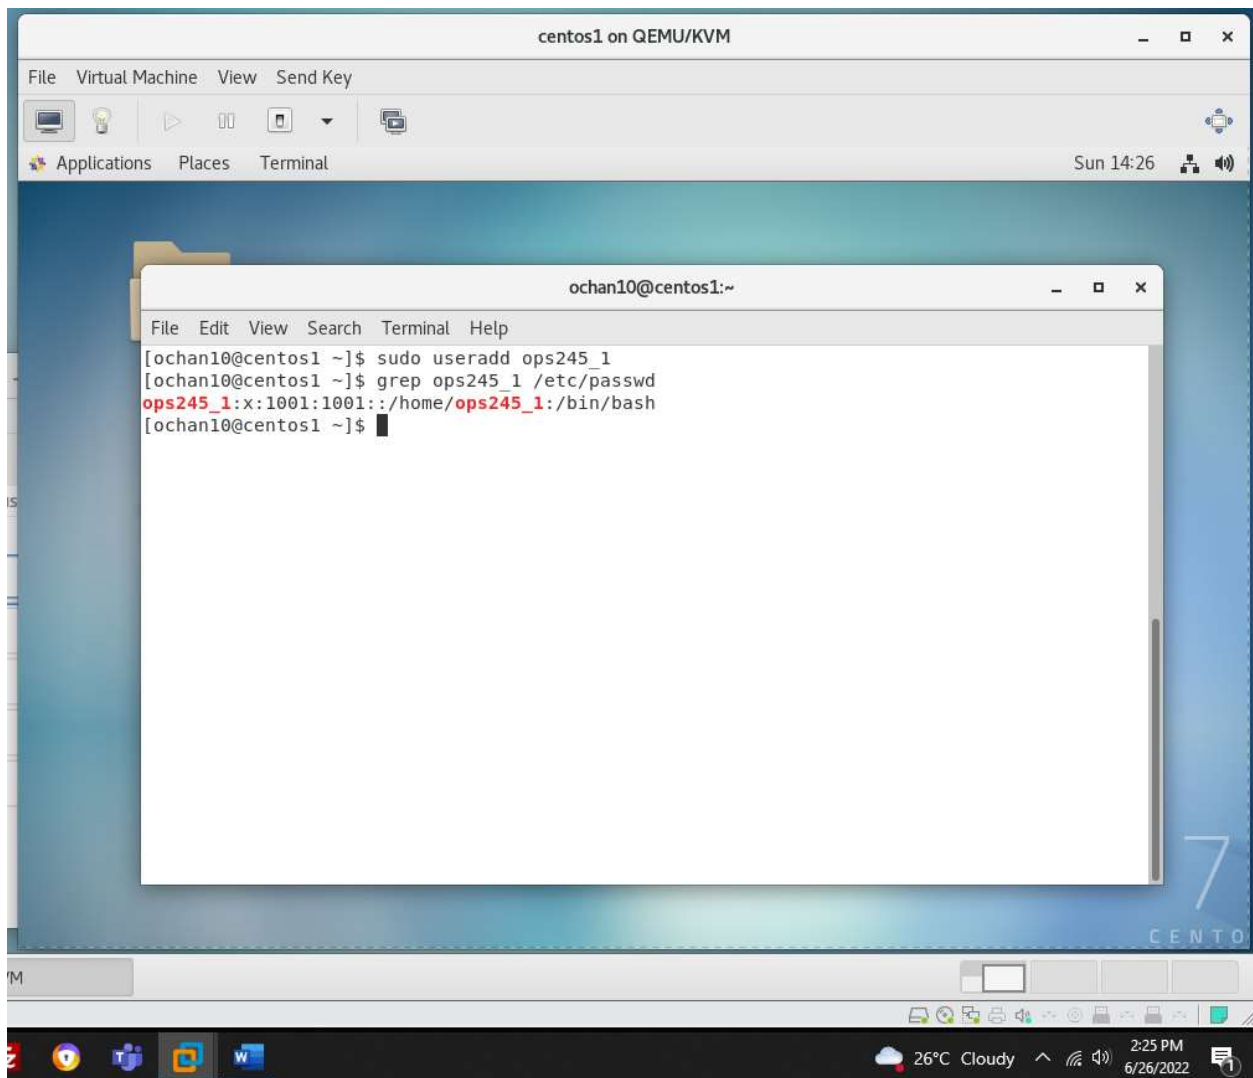 centos1 on QEMU/KVM
File Virtual Machine View Send Key
Applications Places Terminal Sun 14:26
ochan10@centos1:~
File Edit View Search Terminal Help
[ochan10@centos1 ~]$ sudo useradd ops245_1
[ochan10@centos1 ~]$ grep ops245_1 /etc/passwd
ops245_1:x:1001:1001::/home/ops245_1:/bin/bash
[ochan10@centos1 ~]$
7
CENTO
26°C Cloudy 2:25 PM
6/26/2022